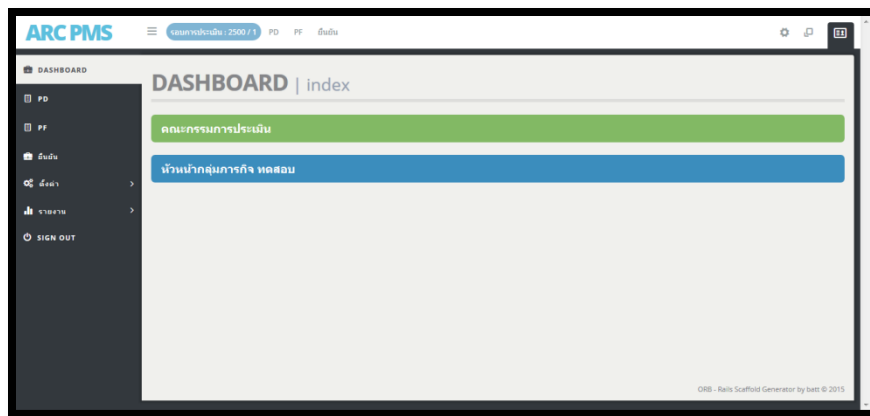 ARC PMS
รอบการประเมิน : 2500 / 1 PD PF ยืนยัน
DASHBOARD
PD
PF
ยืนยัน
ตั้งค่า
รายงาน
SIGN OUT
DASHBOARD | index
คณะกรรมการประเมิน
หัวหน้ากลุ่มภารกิจ ทดสอบ
ORB - Rails Scaffold Generator by batt © 2015